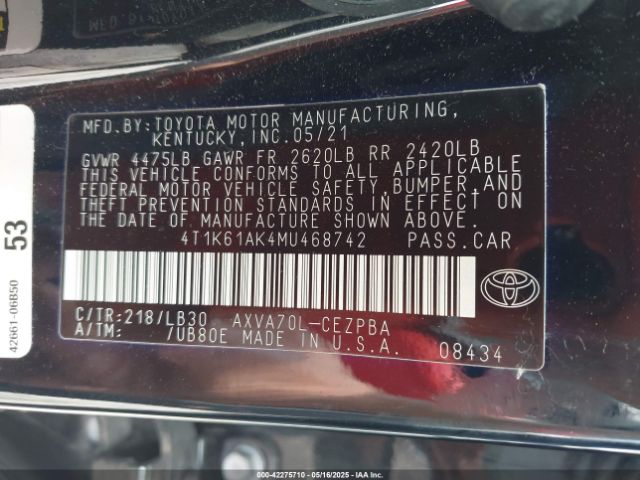 MFD.BY:TOYOTA MOTOR MANUFACTURING,
KENTUCKY, INC. 05/21
GVWR 4475LB GAWR FR 2620LB RR 2420LB
THIS VEHICLE CONFORMS TO ALL APPLICABLE
FEDERAL MOTOR VEHICLE SAFETY, BUMPER, AND
THEFT PREVENTION STANDARDS IN EFFECT ON
THE DATE OF MANUFACTURE SHOWN ABOVE.
4T1K61AK4MU468742 PASS.CAR
C/TR:218/LB30 AXVA70L-CEZPBA
A/TM: /UB80E MADE IN U.S.A. 08434
53
42661-06B50
000-42275710 - 05/16/2025 - IAA Inc.